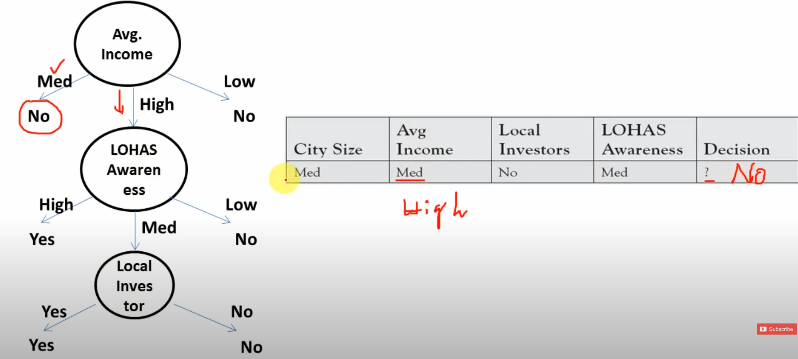 Avg.
Income
Med
High
Low
No
No
LOHAS
Awaren
ess
High
Med
Low
Yes
No
Local
Inves
tor
Yes
No
Yes
No
City Size
Avg
Income
Local
Investors
LOHAS
Awareness
Decision
Med
Med
No
Med
? No
High
Subscribe